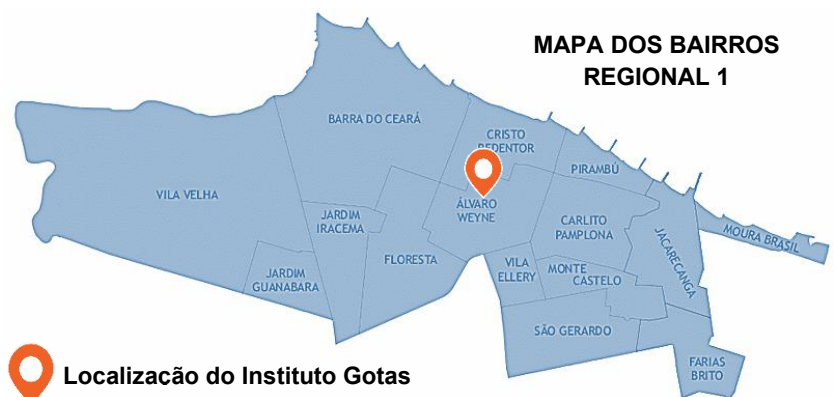 MAPA DOS BAIRROS
REGIONAL 1
BARRA DO CEARÁ
CRISTO
REDENTOR
PIRAMBÚ
VILA VELHA
ÁLVARO
WEYNE
JARDIM
IRACEMA
CARLITO
PAMPLONA
JACARECANGA
MOURA BRASIL
FLORESTA
VILA
ELLERY
MONTE
CASTELO
JARDIM
GUANABARA
SÃO GERARDO
FARIAS
BRITO
Localização do Instituto Gotas